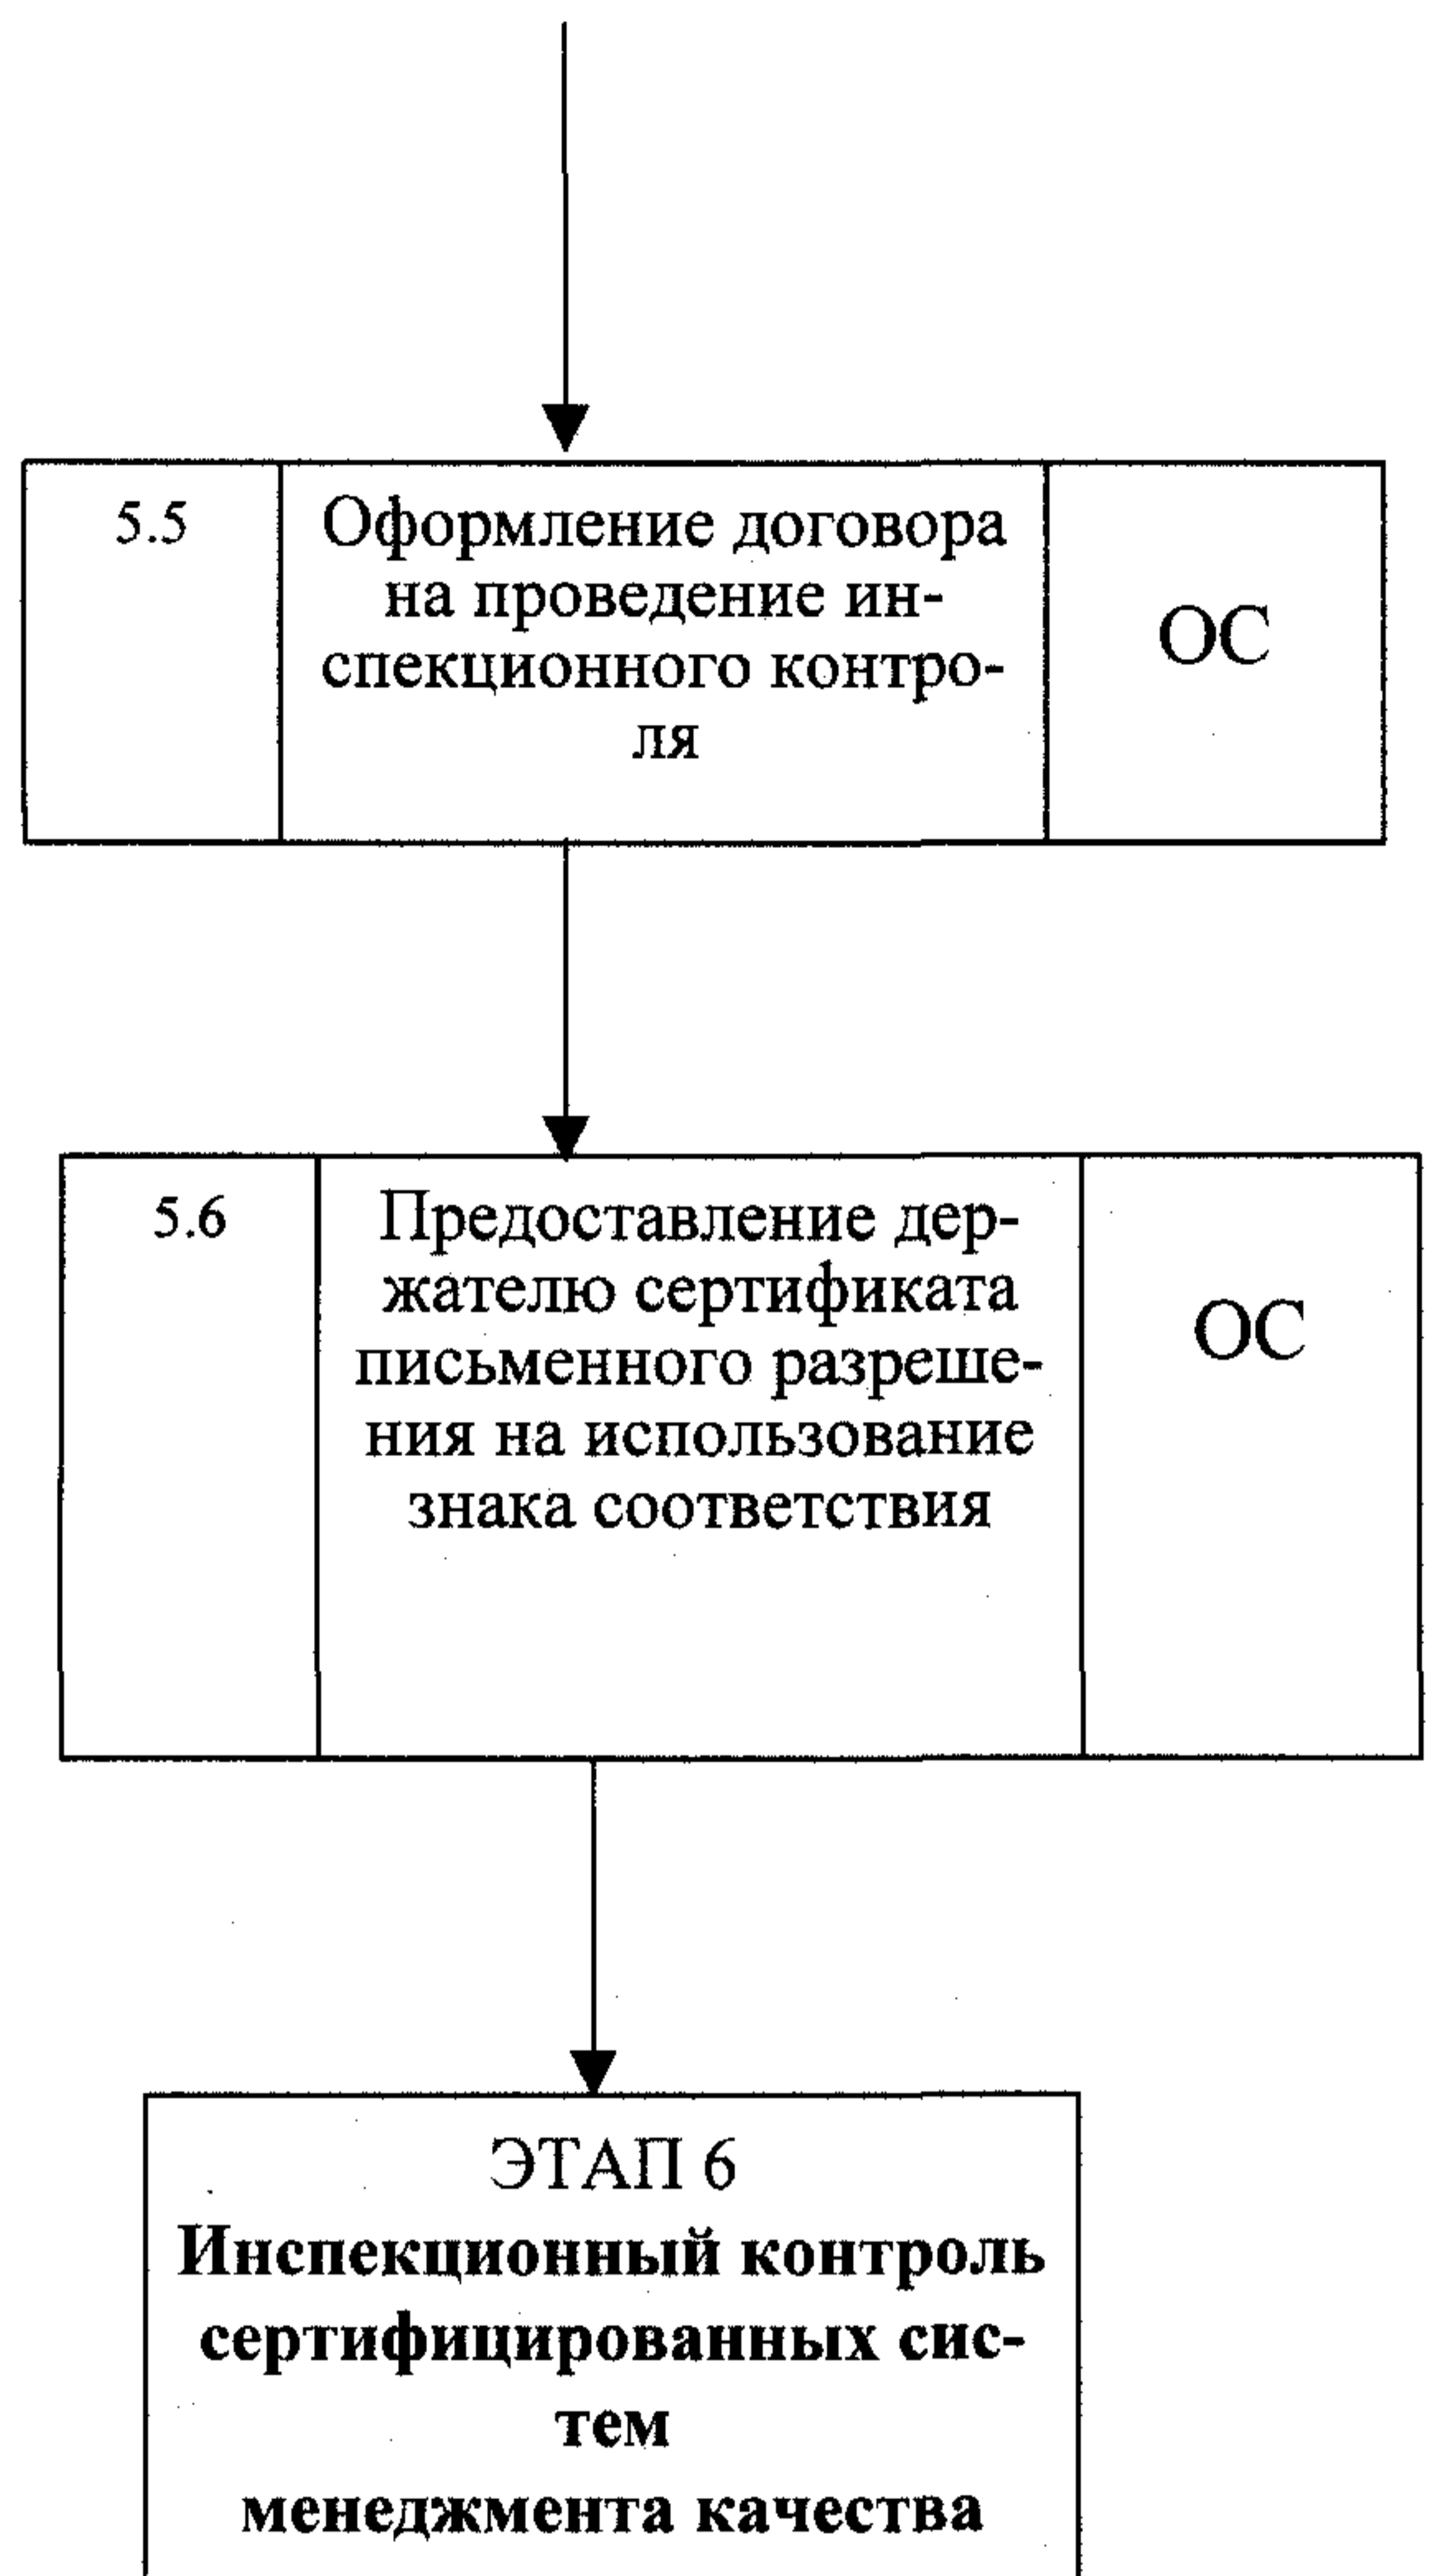 5.5
Оформление договора
на проведение ин-
спекционного контро-
ля
ОС
5.6
Предоставление дер-
жателю сертификата
письменного разреше-
ния на использование
знака соответствия
ОС
ЭТАП 6
Инспекционный контроль
сертифицированных сис-
тем
менеджмента качества